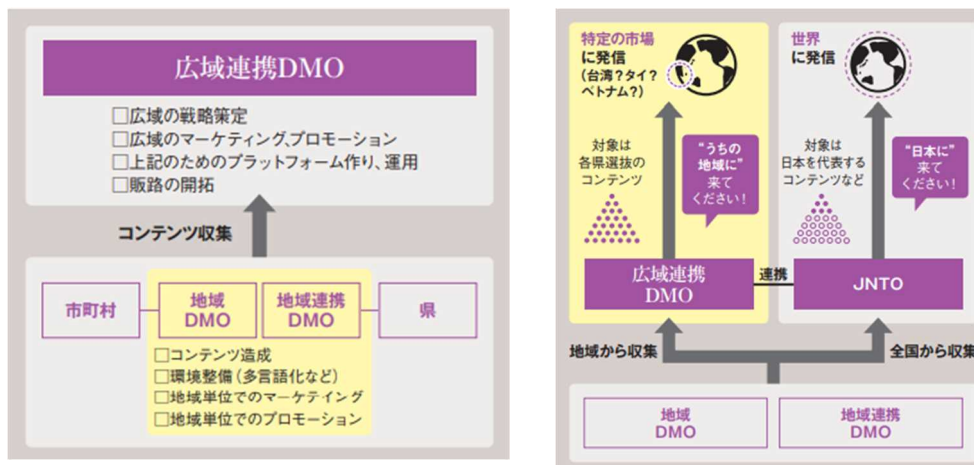 広域連携DMO
□広域の戦略策定
□広域のマーケティング、プロモーション
□上記のためのプラットフォーム作り、運用
□販路の開拓
コンテンツ収集
市町村
地域
DMO
地域連携
DMO
県
□コンテンツ造成
□環境整備（多言語化など）
□地域単位でのマーケテイング
□地域単位でのプロモーション
特定の市場
に発信
（台湾？タイ？
ベトナム？）
対象は
各県選抜の
コンテンツ
“うちの
地域に”
来て
ください！
広域連携
DMO
連携
世界
に発信
対象は
日本を代表する
コンテンツなど
“日本に”
来て
ください！
JNTO
地域から収集
全国から収集
地域
DMO
地域連携
DMO